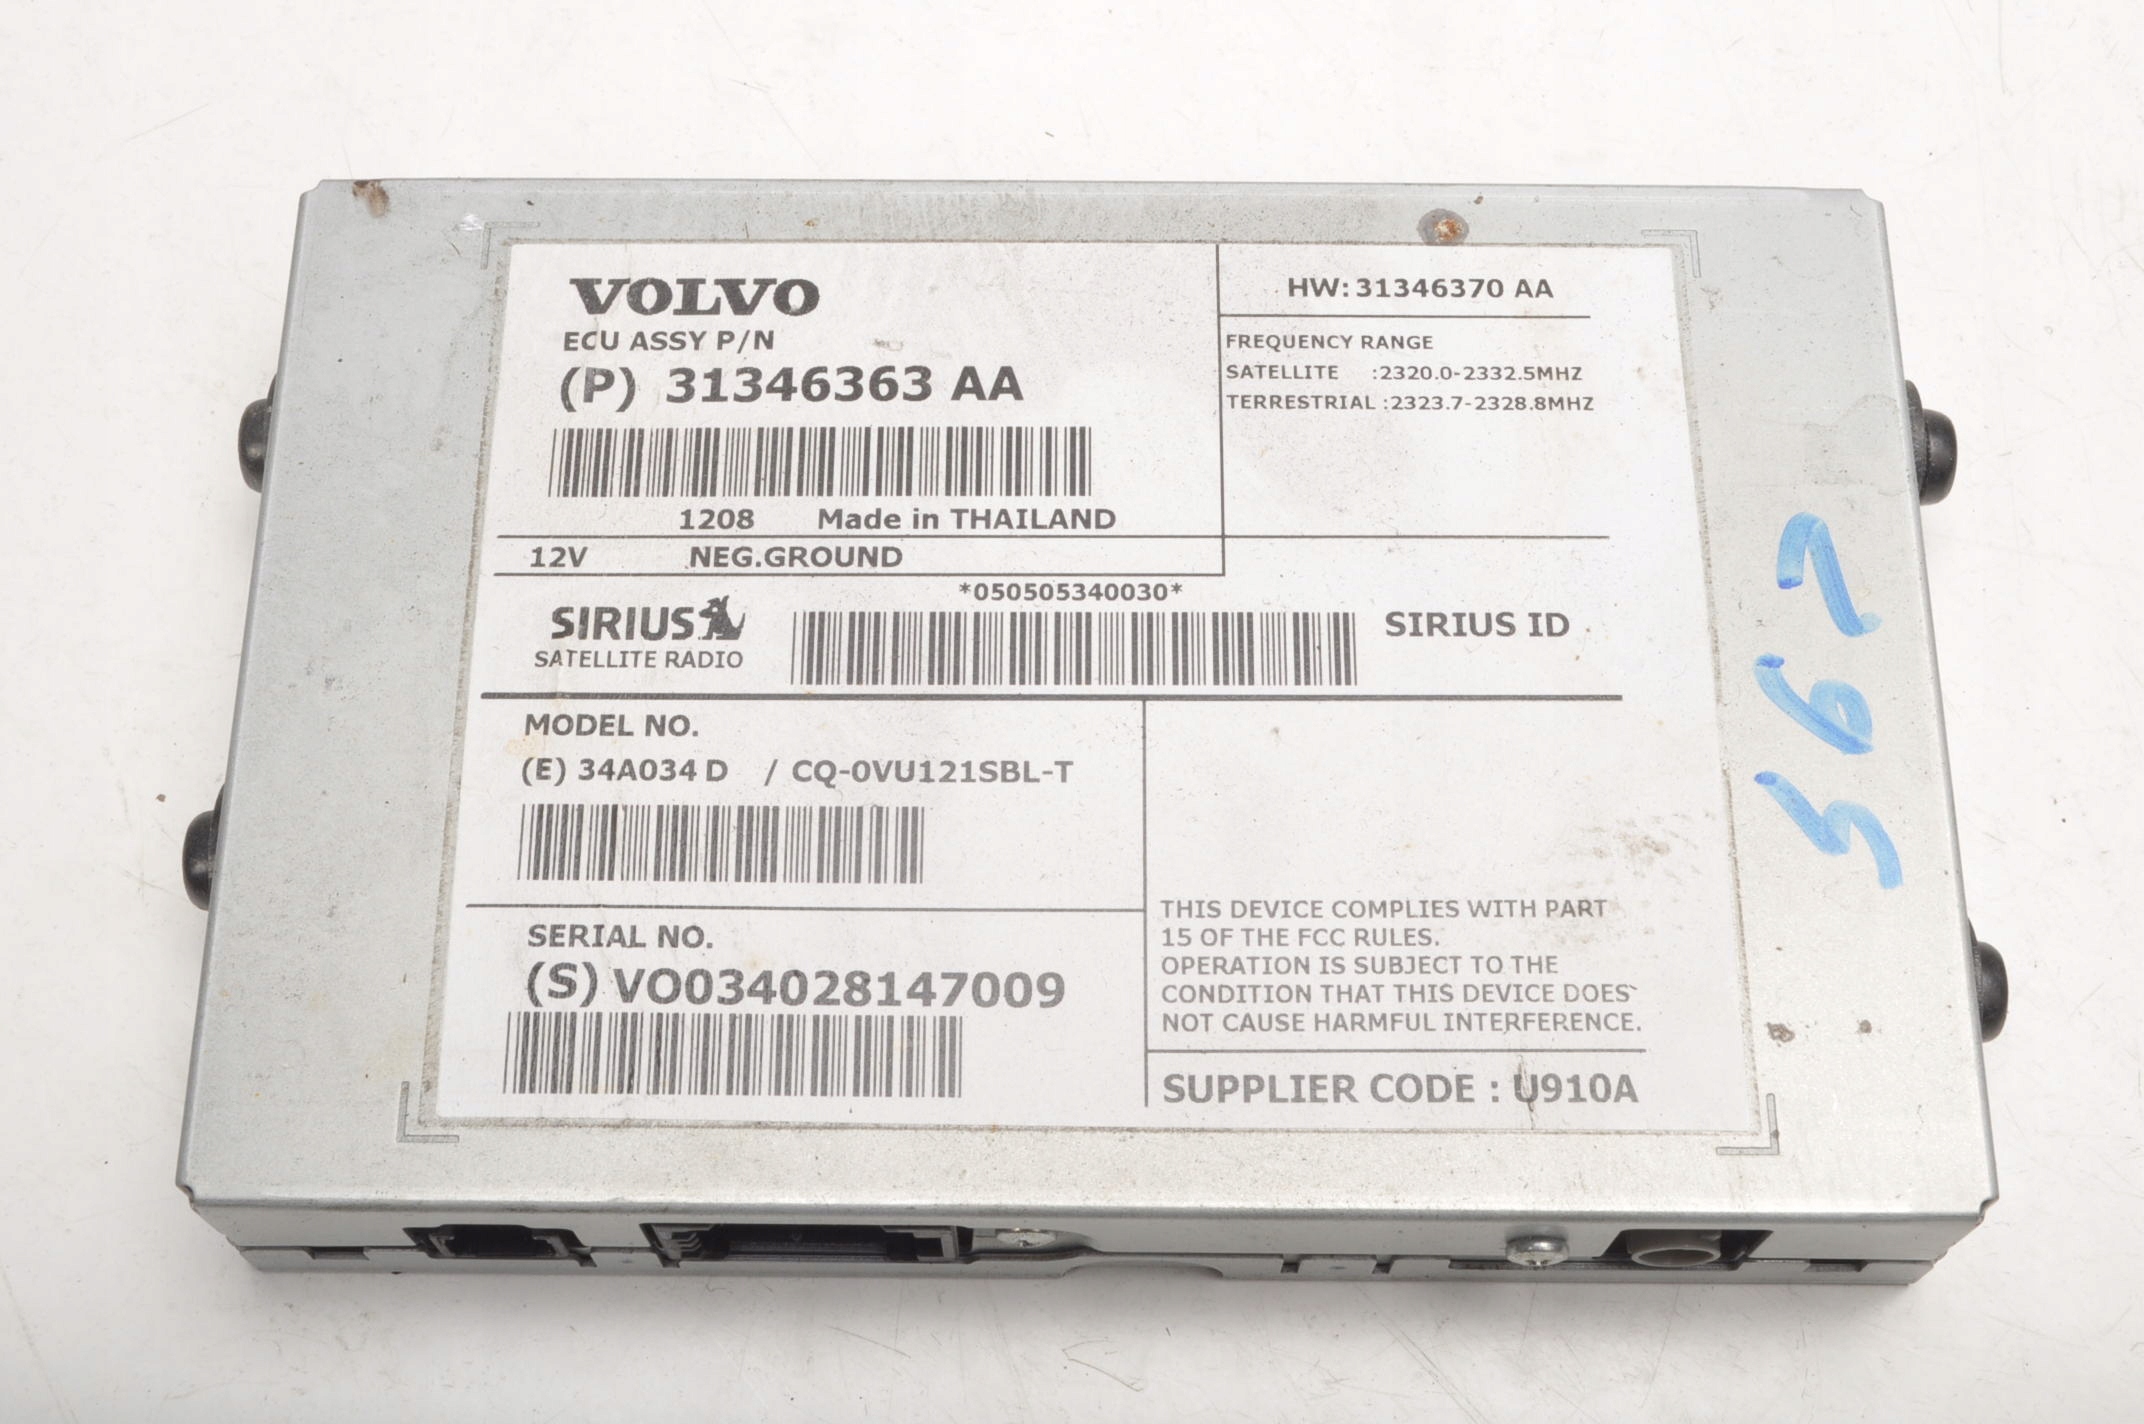 VOLVO
ECU ASSY P/N
(P) 31346363 AA
1208 Made in THAILAND
12V NEG.GROUND
HW: 31346370 AA
FREQUENCY RANGE
SATELLITE :2320.0-2332.5MHZ
TERRESTRIAL :2323.7-2328.8MHZ
*050505340030*
SIRIUS
SATELLITE RADIO
SIRIUS ID
MODEL NO.
(E) 34A034 D / CQ-0VU121SBL-T
SERIAL NO.
(S) VO034028147009
THIS DEVICE COMPLIES WITH PART
15 OF THE FCC RULES.
OPERATION IS SUBJECT TO THE
CONDITION THAT THIS DEVICE DOES
NOT CAUSE HARMFUL INTERFERENCE.
SUPPLIER CODE : U910A